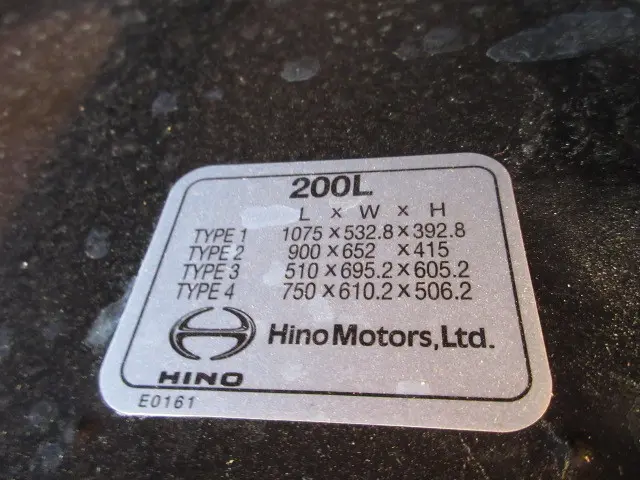 200L
L × W × H
TYPE 1 1075 × 532.8 × 392.8
TYPE 2 900 × 652 × 415
TYPE 3 510 × 695.2 × 605.2
TYPE 4 750 × 610.2 × 506.2
Hino Motors, Ltd.
HINO
E0161